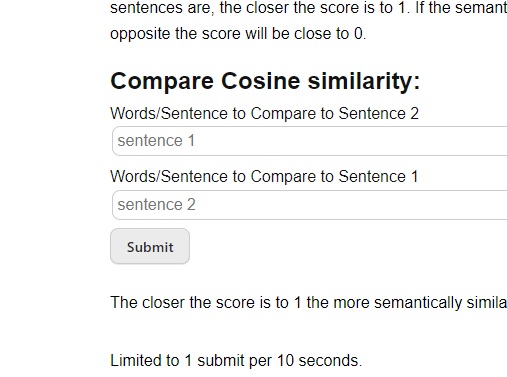 sentences are, the closer the score is to 1. If the semant
opposite the score will be close to 0.
Compare Cosine similarity:
Words/Sentence to Compare to Sentence 2
sentence 1
Words/Sentence to Compare to Sentence 1
sentence 2
Submit
The closer the score is to 1 the more semantically simila
Limited to 1 submit per 10 seconds.